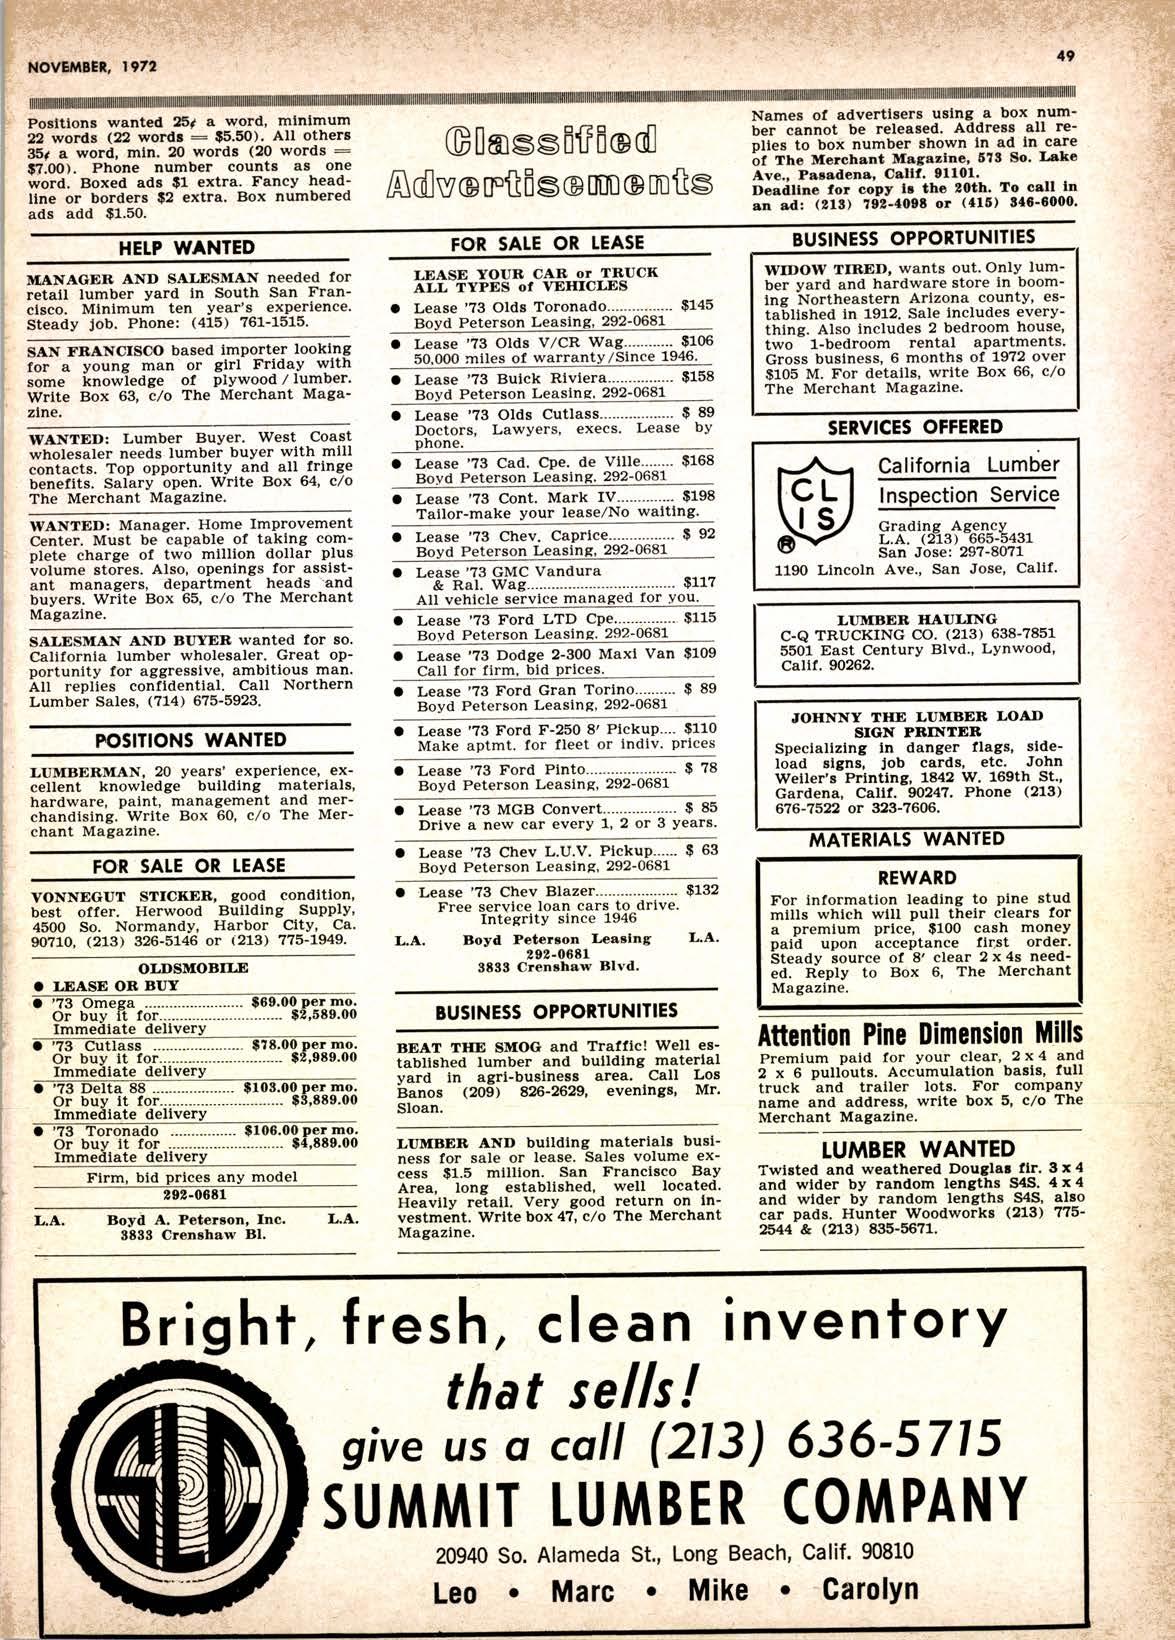 NOVEMBER, 1972
49
Positions wanted 25¢ a word, minimum
22 words (22 words = $5.50). All others
35¢ a word, min. 20 words (20 words =
$7.00). Phone number counts as one
word. Boxed ads $1 extra. Fancy head-
line or borders $2 extra. Box numbered
ads add $1.50.
Classified
Advertisements
Names of advertisers using a box num-
ber cannot be released. Address all re-
plies to box number shown in ad in care
of The Merchant Magazine, 573 So. Lake
Ave., Pasadena, Calif. 91101.
Deadline for copy is the 20th. To call in
an ad: (213) 792-4098 or (415) 346-6000.
HELP WANTED
MANAGER AND SALESMAN needed for
retail lumber yard in South San Fran-
cisco. Minimum ten year's experience.
Steady job. Phone: (415) 761-1515.
SAN FRANCISCO based importer looking
for a young man or girl Friday with
some knowledge of plywood / lumber.
Write Box 63, c/o The Merchant Maga-
zine.
WANTED: Lumber Buyer. West Coast
wholesaler needs lumber buyer with mill
contacts. Top opportunity and all fringe
benefits. Salary open. Write Box 64, c/o
The Merchant Magazine.
WANTED: Manager. Home Improvement
Center. Must be capable of taking com-
plete charge of two million dollar plus
volume stores. Also, openings for assist-
ant managers, department heads and
buyers. Write Box 65, c/o The Merchant
Magazine.
SALESMAN AND BUYER wanted for so.
California lumber wholesaler. Great op-
portunity for aggressive, ambitious man.
All replies confidential. Call Northern
Lumber Sales, (714) 675-5923.
POSITIONS WANTED
LUMBERMAN, 20 years' experience, ex-
cellent knowledge building materials,
hardware, paint, management and mer-
chandising. Write Box 60, c/o The Mer-
chant Magazine.
FOR SALE OR LEASE
VONNEGUT STICKER, good condition,
best offer. Herwood Building Supply,
4500 So. Normandy, Harbor City, Ca.
90710, (213) 326-5146 or (213) 775-1949.
OLDSMOBILE
● LEASE OR BUY
● '73 Omega ........................ $69.00 per mo.
Or buy it for.............................. $2,589.00
Immediate delivery
● '73 Cutlass ...................... $78.00 per mo.
Or buy it for.............................. $2,989.00
Immediate delivery
● '73 Delta 88 .................... $103.00 per mo.
Or buy it for.............................. $3,889.00
Immediate delivery
● '73 Toronado ................ $106.00 per mo.
Or buy it for .............................. $4,889.00
Immediate delivery
Firm, bid prices any model
292-0681
L.A. Boyd A. Peterson, Inc. L.A.
3833 Crenshaw Bl.
FOR SALE OR LEASE
LEASE YOUR CAR or TRUCK
ALL TYPES of VEHICLES
● Lease '73 Olds Toronado................ $145
Boyd Peterson Leasing, 292-0681
● Lease '73 Olds V/CR Wag............ $106
50,000 miles of warranty/Since 1946.
● Lease '73 Buick Riviera................ $158
Boyd Peterson Leasing. 292-0681
● Lease '73 Olds Cutlass.................. $ 89
Doctors, Lawyers, execs. Lease by
phone.
● Lease '73 Cad. Cpe. de Ville........ $168
Boyd Peterson Leasing. 292-0681
● Lease '73 Cont. Mark IV.............. $198
Tailor-make your lease/No waiting.
● Lease '73 Chev. Caprice................ $ 92
Boyd Peterson Leasing, 292-0681
● Lease '73 GMC Vandura
& Ral. Wag.................................... $117
All vehicle service managed for you.
● Lease '73 Ford LTD Cpe............... $115
Boyd Peterson Leasing. 292-0681
● Lease '73 Dodge 2-300 Maxi Van $109
Call for firm, bid prices.
● Lease '73 Ford Gran Torino.......... $ 89
Boyd Peterson Leasing, 292-0681
● Lease '73 Ford F-250 8' Pickup.... $110
Make aptmt. for fleet or indiv. prices
● Lease '73 Ford Pinto...................... $ 78
Boyd Peterson Leasing, 292-0681
● Lease '73 MGB Convert.................. $ 85
Drive a new car every 1, 2 or 3 years.
● Lease '73 Chev L.U.V. Pickup...... $ 63
Boyd Peterson Leasing, 292-0681
● Lease '73 Chev Blazer.................... $132
Free service loan cars to drive.
Integrity since 1946
L.A. Boyd Peterson Leasing L.A.
292-0681
3833 Crenshaw Blvd.
BUSINESS OPPORTUNITIES
BEAT THE SMOG and Traffic! Well es-
tablished lumber and building material
yard in agri-business area. Call Los
Banos (209) 826-2629, evenings, Mr.
Sloan.
LUMBER AND building materials busi-
ness for sale or lease. Sales volume ex-
cess $1.5 million. San Francisco Bay
Area, long established, well located.
Heavily retail. Very good return on in-
vestment. Write box 47, c/o The Merchant
Magazine.
BUSINESS OPPORTUNITIES
WIDOW TIRED, wants out. Only lum-
ber yard and hardware store in boom-
ing Northeastern Arizona county, es-
tablished in 1912. Sale includes every-
thing. Also includes 2 bedroom house,
two 1-bedroom rental apartments.
Gross business, 6 months of 1972 over
$105 M. For details, write Box 66, c/o
The Merchant Magazine.
SERVICES OFFERED
CL
IS
®
California Lumber
Inspection Service
Grading Agency
L.A. (213) 665-5431
San Jose: 297-8071
1190 Lincoln Ave., San Jose, Calif.
LUMBER HAULING
C-Q TRUCKING CO. (213) 638-7851
5501 East Century Blvd., Lynwood,
Calif. 90262.
JOHNNY THE LUMBER LOAD
SIGN PRINTER
Specializing in danger flags, side-
load signs, job cards, etc. John
Weiler's Printing, 1842 W. 169th St.,
Gardena, Calif. 90247. Phone (213)
676-7522 or 323-7606.
MATERIALS WANTED
REWARD
For information leading to pine stud
mills which will pull their clears for
a premium price, $100 cash money
paid upon acceptance first order.
Steady source of 8' clear 2 x 4s need-
ed. Reply to Box 6, The Merchant
Magazine.
Attention Pine Dimension Mills
Premium paid for your clear, 2 x 4 and
2 x 6 pullouts. Accumulation basis, full
truck and trailer lots. For company
name and address, write box 5, c/o The
Merchant Magazine.
LUMBER WANTED
Twisted and weathered Douglas fir. 3 x 4
and wider by random lengths S4S. 4 x 4
and wider by random lengths S4S, also
car pads. Hunter Woodworks (213) 775-
2544 & (213) 835-5671.
Bright, fresh, clean inventory
that sells!
give us a call (213) 636-5715
SLC
SUMMIT LUMBER COMPANY
20940 So. Alameda St., Long Beach, Calif. 90810
Leo • Marc • Mike • Carolyn